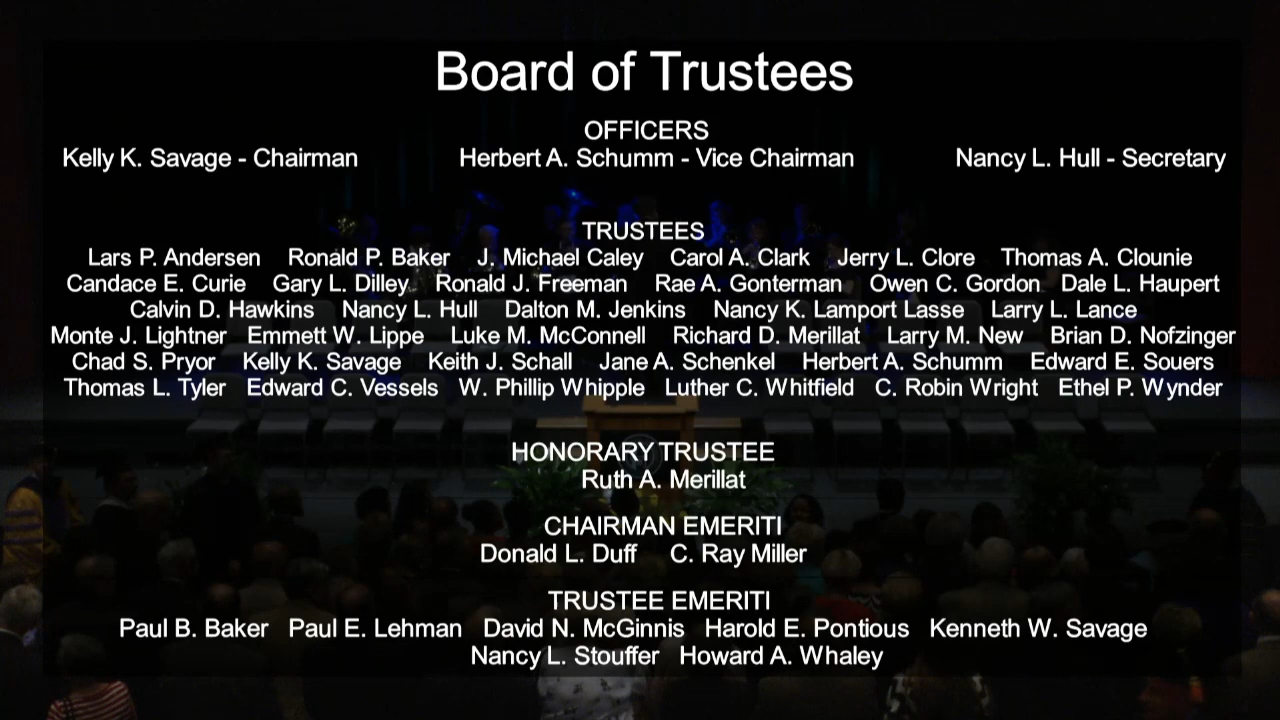 Board of Trustees
OFFICERS
Kelly K. Savage - Chairman Herbert A. Schumm - Vice Chairman Nancy L. Hull - Secretary
TRUSTEES
Lars P. Andersen Ronald P. Baker J. Michael Caley Carol A. Clark Jerry L. Clore Thomas A. Clounie
Candace E. Curie Gary L. Dilley Ronald J. Freeman Rae A. Gonterman Owen C. Gordon Dale L. Haupert
Calvin D. Hawkins Nancy L. Hull Dalton M. Jenkins Nancy K. Lamport Lasse Larry L. Lance
Monte J. Lightner Emmett W. Lippe Luke M. McConnell Richard D. Merillat Larry M. New Brian D. Nofzinger
Chad S. Pryor Kelly K. Savage Keith J. Schall Jane A. Schenkel Herbert A. Schumm Edward E. Souers
Thomas L. Tyler Edward C. Vessels W. Phillip Whipple Luther C. Whitfield C. Robin Wright Ethel P. Wynder
HONORARY TRUSTEE
Ruth A. Merillat
CHAIRMAN EMERITI
Donald L. Duff C. Ray Miller
TRUSTEE EMERITI
Paul B. Baker Paul E. Lehman David N. McGinnis Harold E. Pontious Kenneth W. Savage
Nancy L. Stouffer Howard A. Whaley